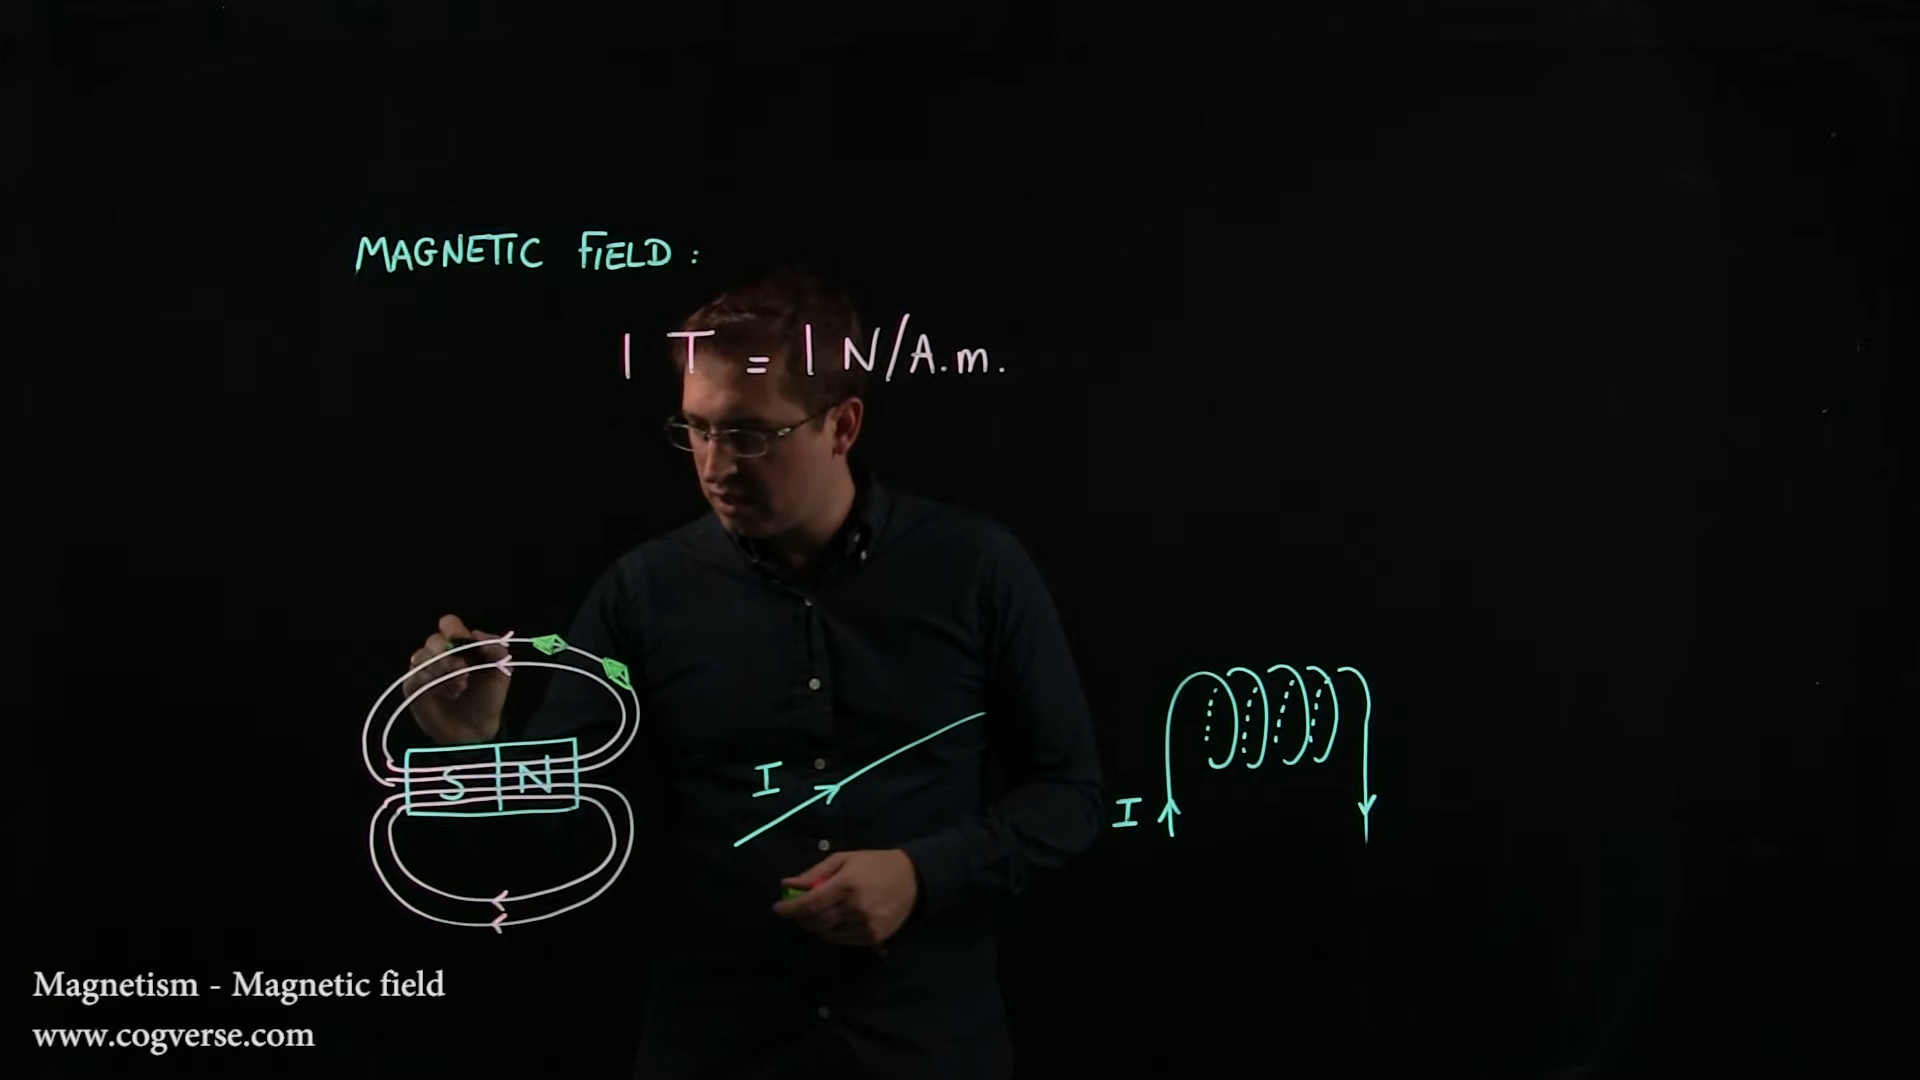 MAGNETIC FIELD:
1 T = 1 N/A.m.
S N
I
I
Magnetism - Magnetic field
www.cogverse.com